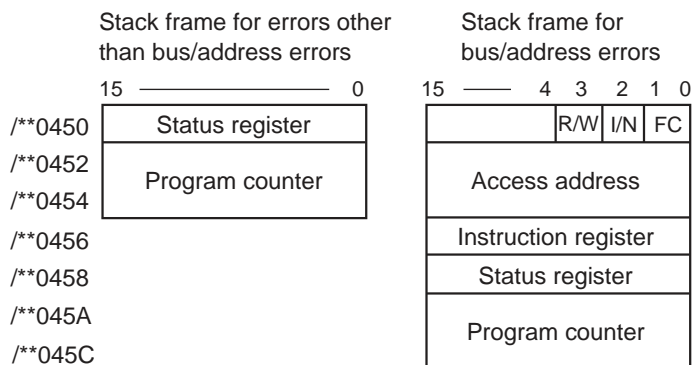 Stack frame for errors other
than bus/address errors
Stack frame for
bus/address errors
15 0
15 4 3 2 1 0
/**0450 Status register R/W I/N FC
/**0452
Program counter Access address
/**0454
/**0456 Instruction register
/**0458 Status register
/**045A
Program counter
/**045C